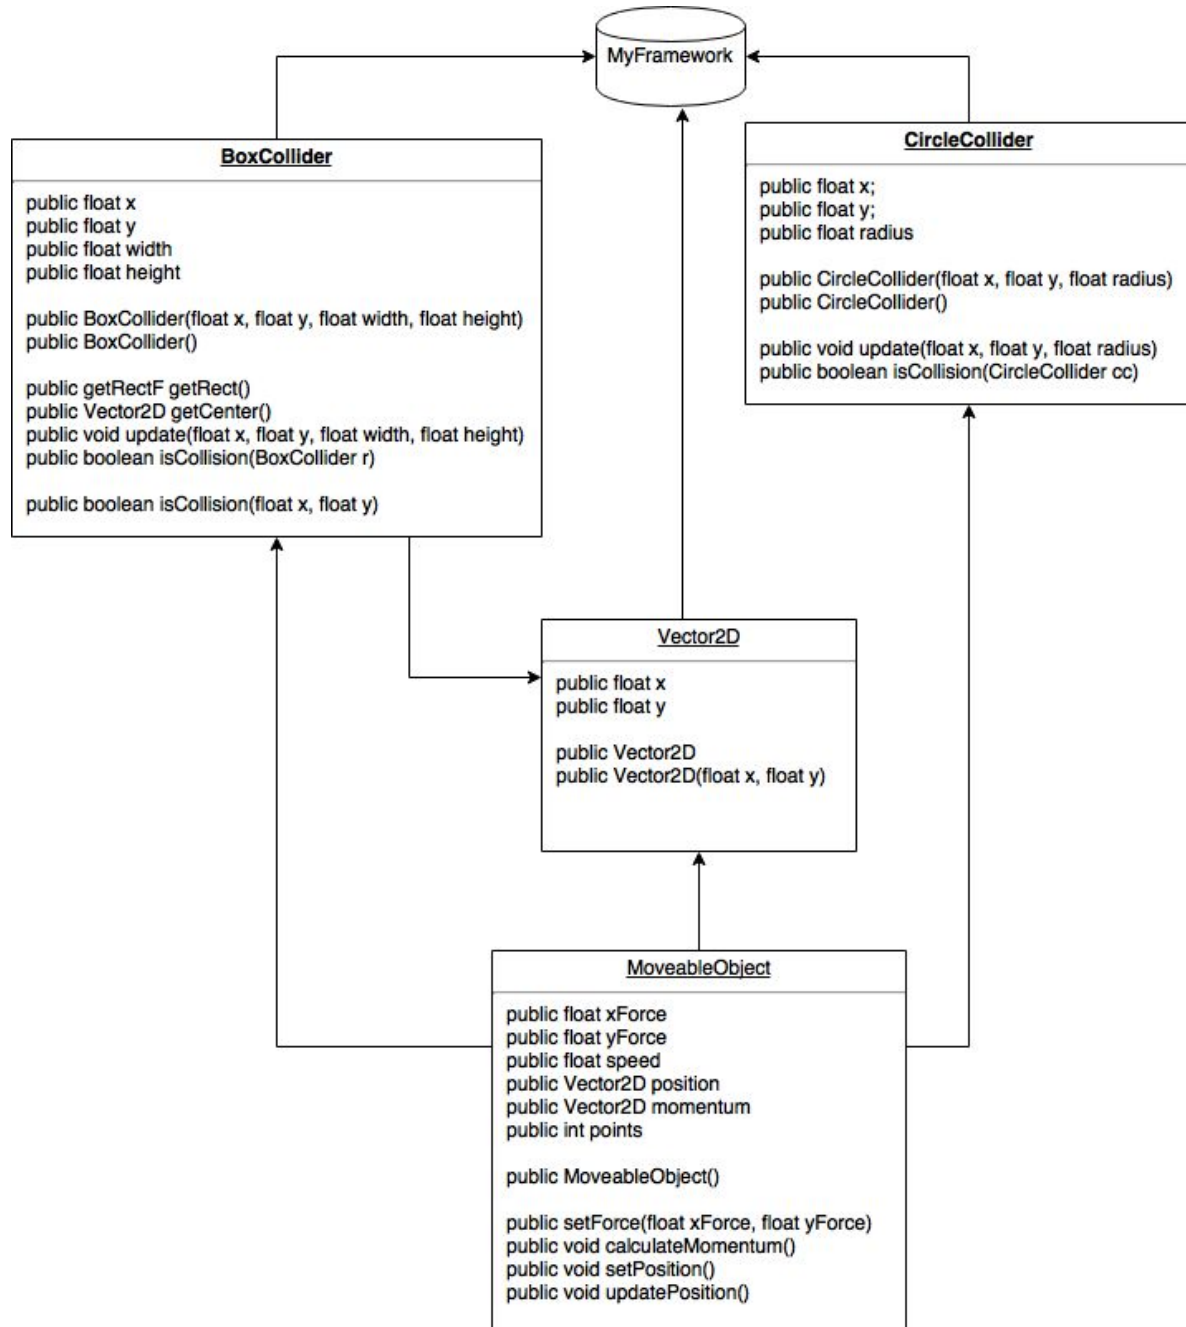 MyFramework
BoxCollider
public float x
public float y
public float width
public float height
public BoxCollider(float x, float y, float width, float height)
public BoxCollider()
public getRectF getRect()
public Vector2D getCenter()
public void update(float x, float y, float width, float height)
public boolean isCollision(BoxCollider r)
public boolean isCollision(float x, float y)
CircleCollider
public float x;
public float y;
public float radius
public CircleCollider(float x, float y, float radius)
public CircleCollider()
public void update(float x, float y, float radius)
public boolean isCollision(CircleCollider cc)
Vector2D
public float x
public float y
public Vector2D
public Vector2D(float x, float y)
MoveableObject
public float xForce
public float yForce
public float speed
public Vector2D position
public Vector2D momentum
public int points
public MoveableObject()
public setForce(float xForce, float yForce)
public void calculateMomentum()
public void setPosition()
public void updatePosition()